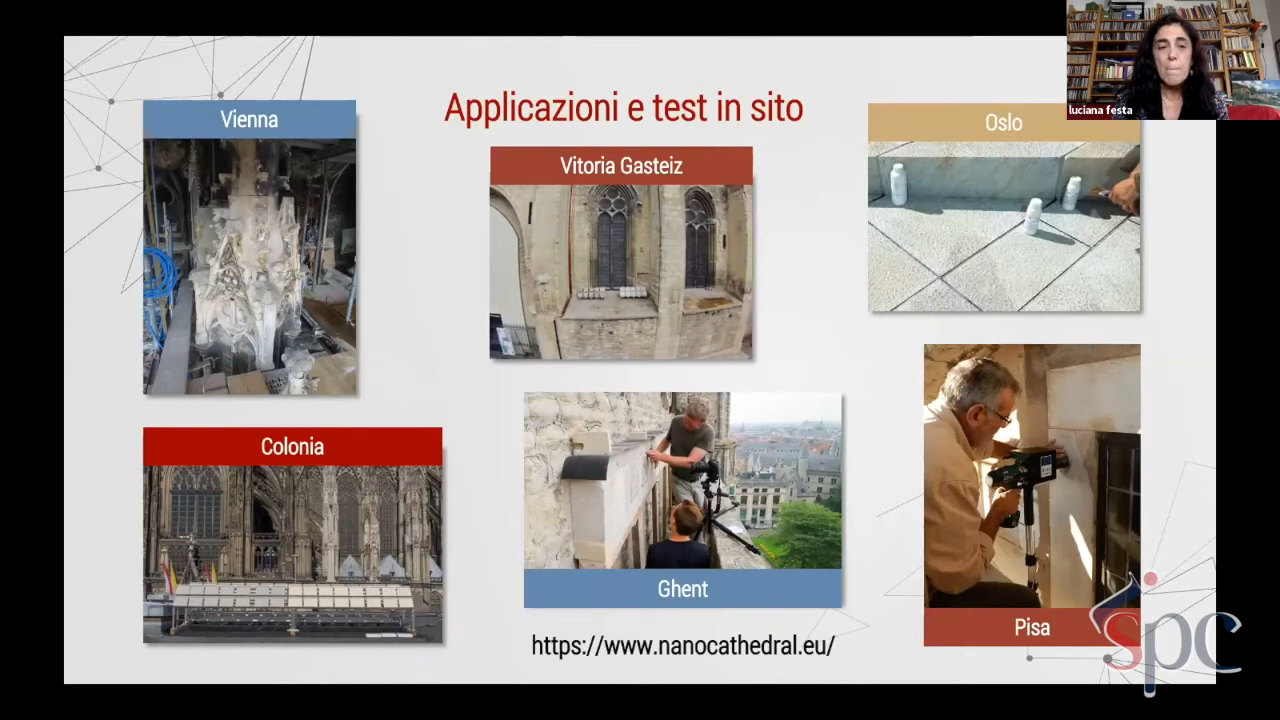 luciana festa
Applicazioni e test in sito
Vienna
Vitoria Gasteiz
Oslo
Colonia
Ghent
Pisa
https://www.nanocathedral.eu/
spc